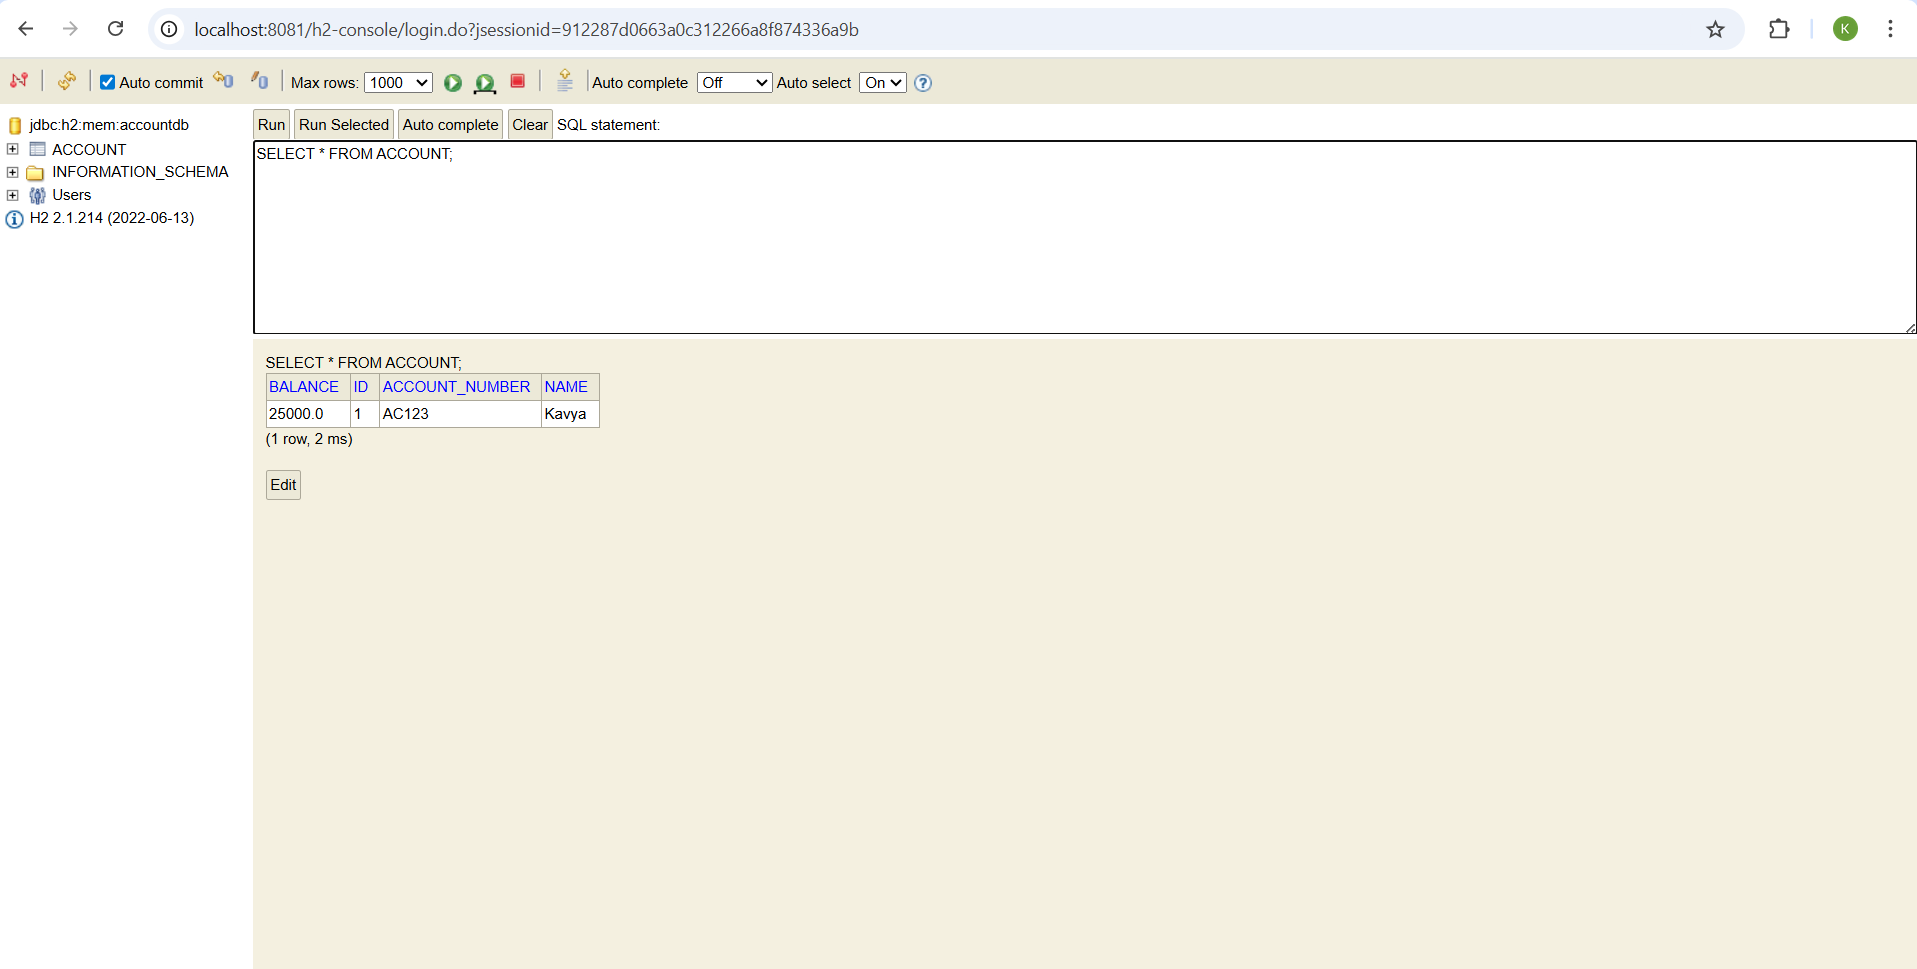 localhost:8081/h2-console/login.do?jsessionid=912287d0663a0c312266a8f874336a9b
K
Auto commit Max rows: 1000 Auto complete Off Auto select On ?
jdbc:h2:mem:accountdb
ACCOUNT
INFORMATION_SCHEMA
Users
H2 2.1.214 (2022-06-13)
Run Run Selected Auto complete Clear SQL statement:
SELECT * FROM ACCOUNT;
SELECT * FROM ACCOUNT;
BALANCE ID ACCOUNT_NUMBER NAME
25000.0 1 AC123 Kavya
(1 row, 2 ms)
Edit